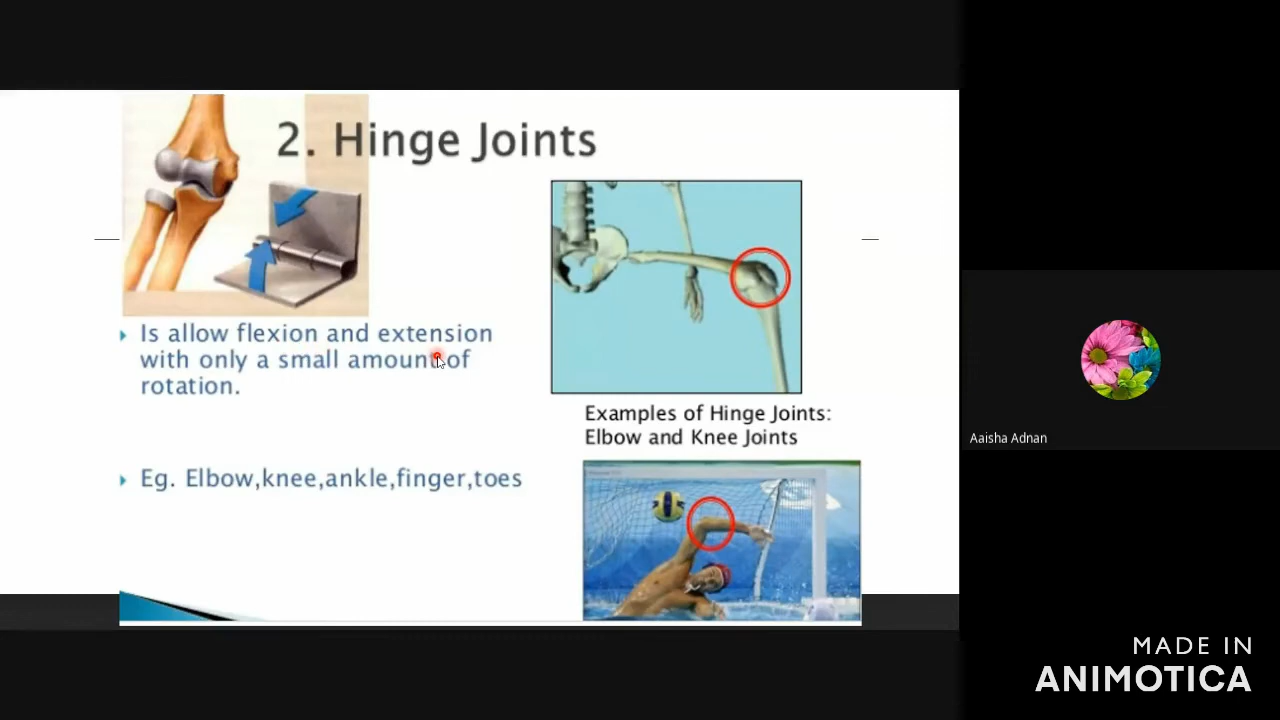 2. Hinge Joints
Is allow flexion and extension
with only a small amount of
rotation.
Eg. Elbow,knee,ankle,finger,toes
Examples of Hinge Joints:
Elbow and Knee Joints
Aaisha Adnan
MADE IN
ANIMOTICA